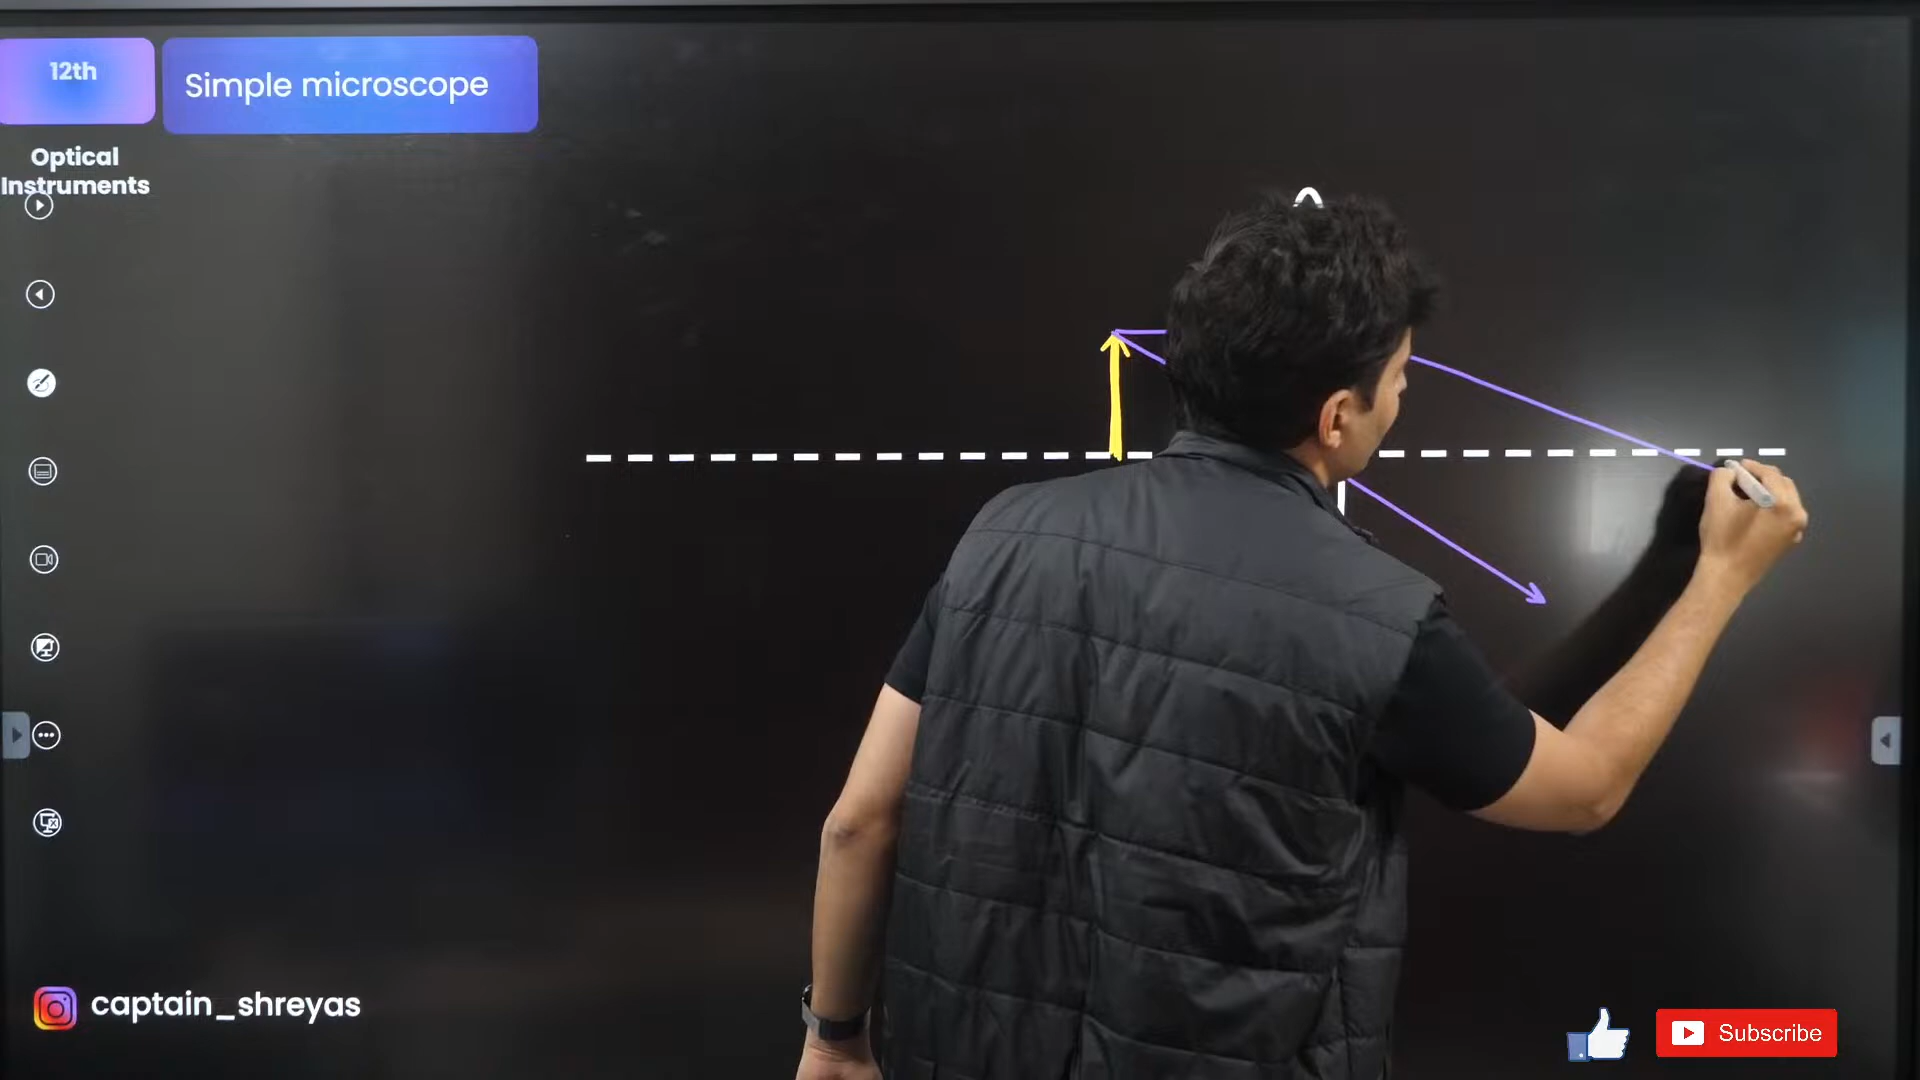 12th
Simple microscope
Optical
Instruments
captain_shreyas
Subscribe